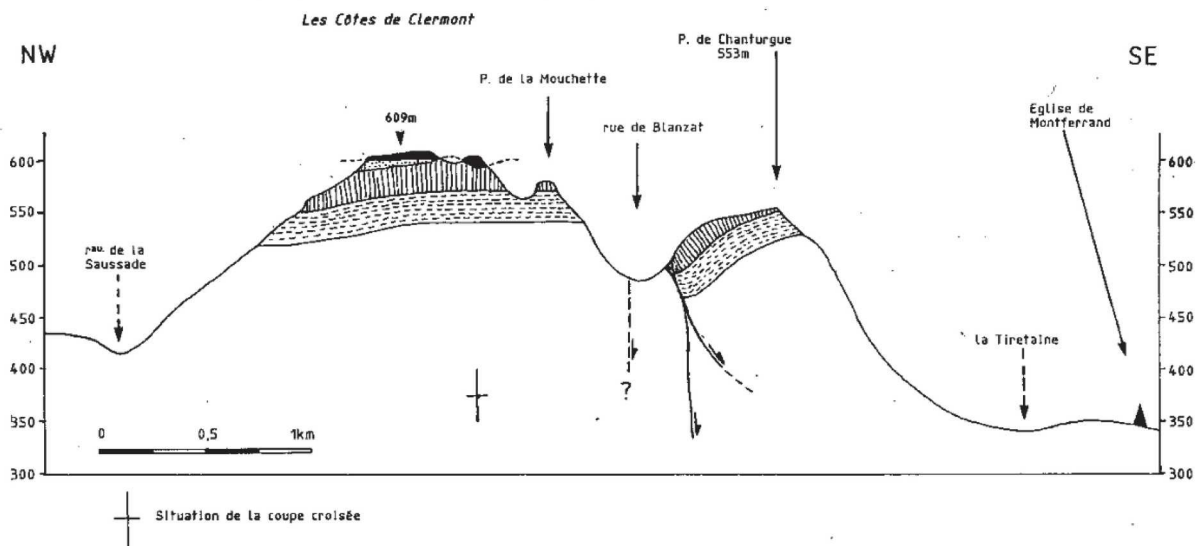 Les Côtes de Clermont
NW
SE
P. de Chanturgue
553m
P. de la Mouchette
Eglise de
Montferrand
609m
rue de Blanzat
600
550
500
450
400
350
300
600
550
500
450
400
350
300
rau. de la
Saussade
la Tiretaine
?
0 0,5 1km
Situation de la coupe croisée